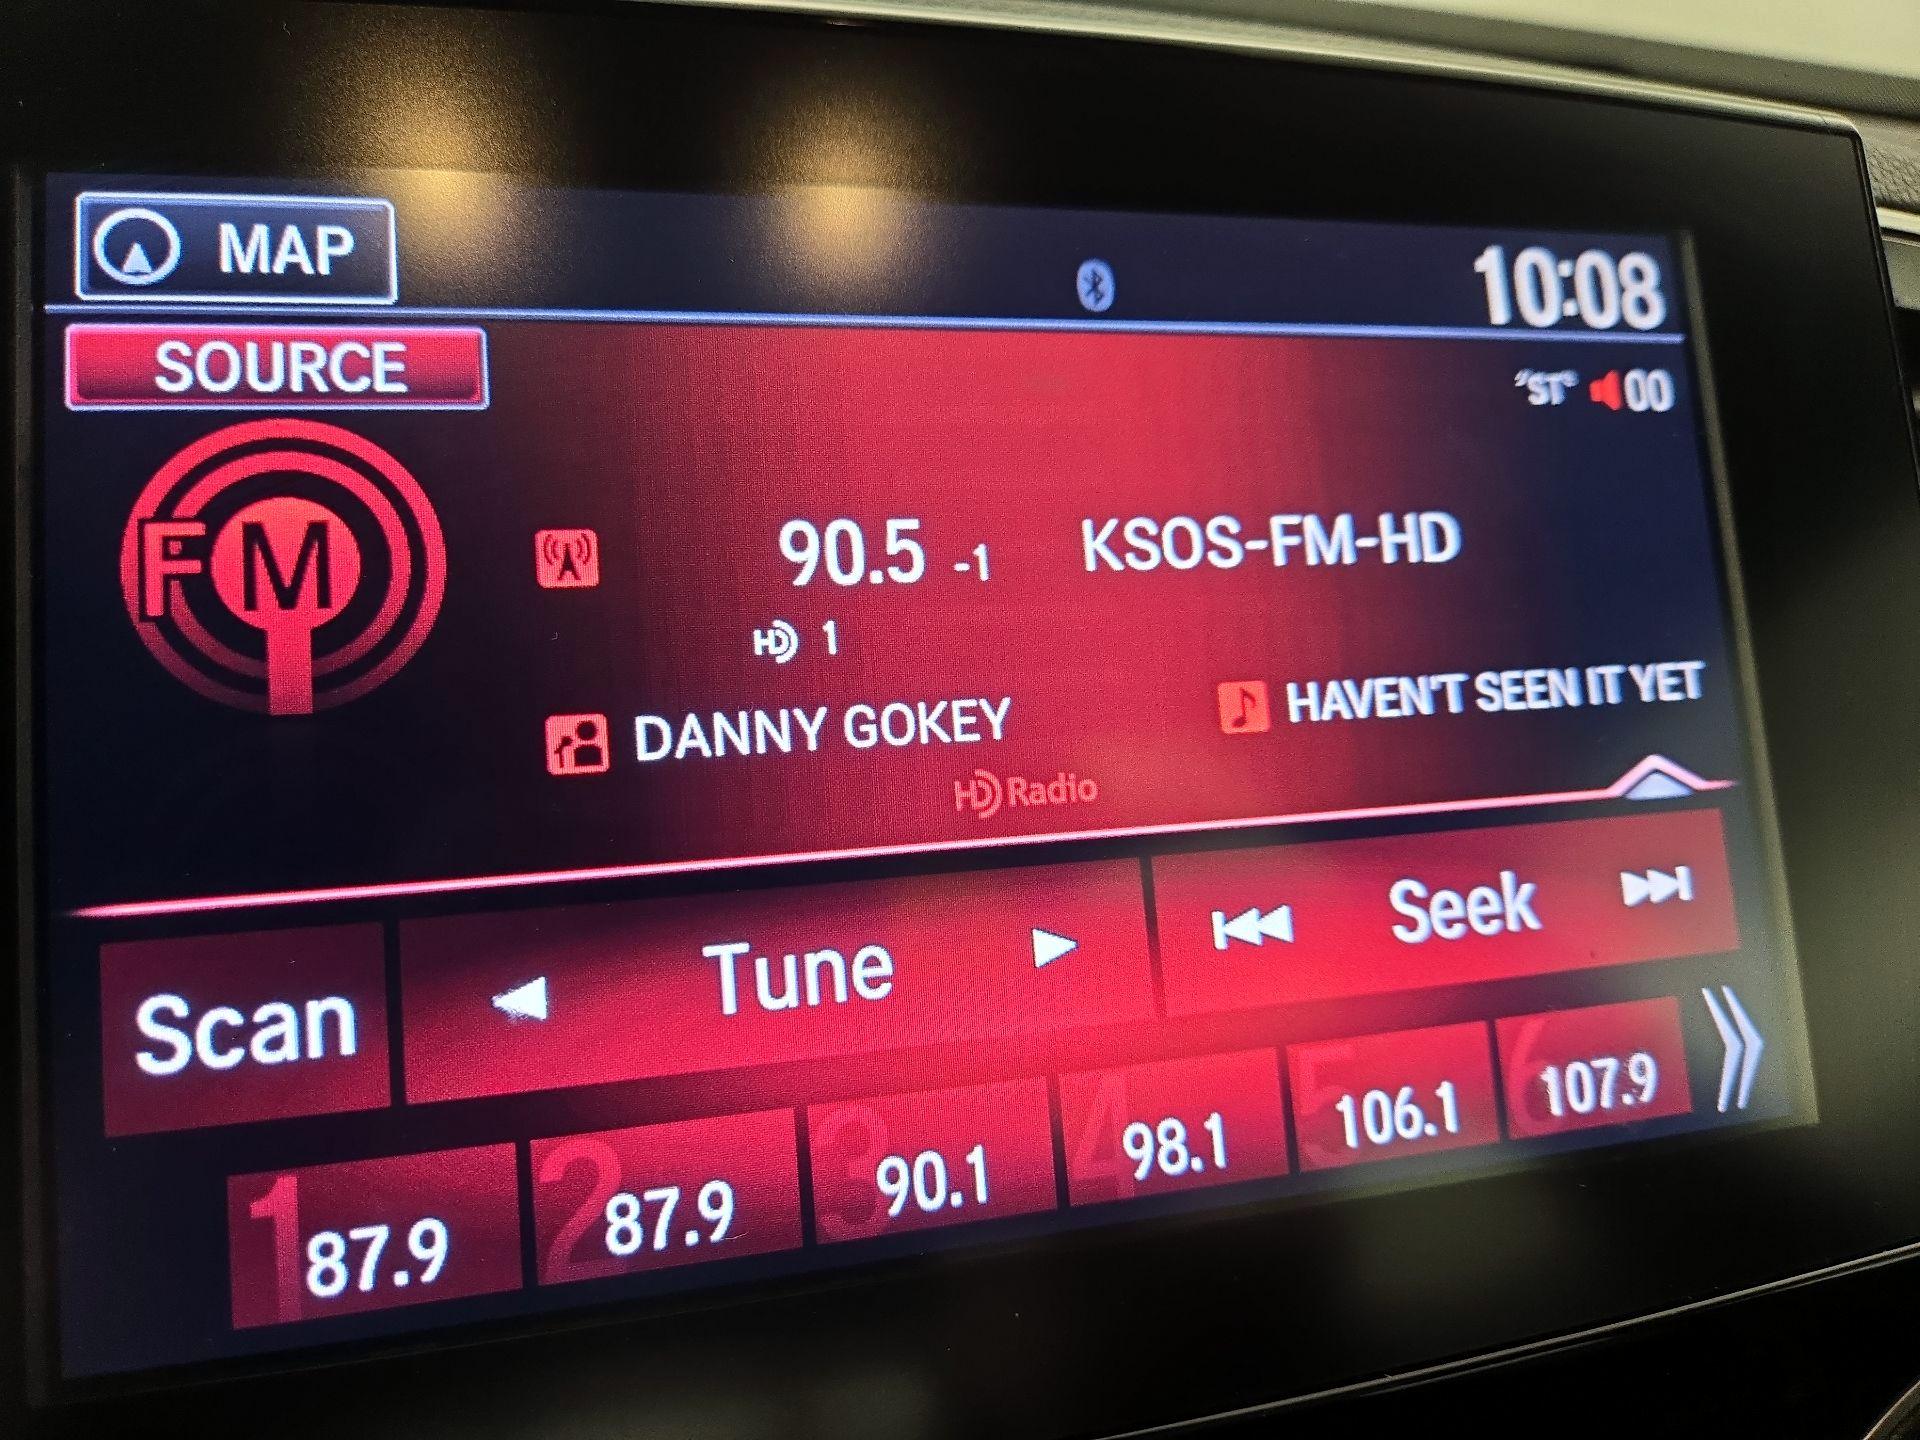 MAP
10:08
SOURCE
"ST" 00
FM
90.5 -1 KSOS-FM-HD
HD 1
DANNY GOKEY HAVEN'T SEEN IT YET
HD Radio
Scan Tune Seek
1 87.9 2 87.9 3 90.1 4 98.1 5 106.1 6 107.9